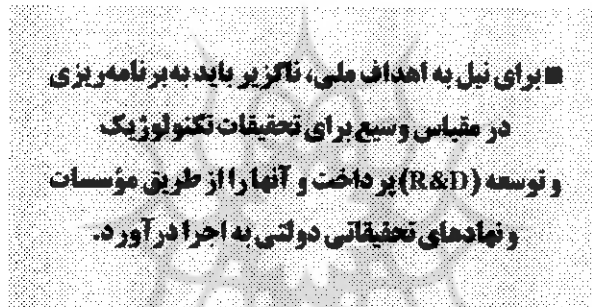 ■ برای نیل به اهداف ملی، ناگزیر باید به برنامه‌ریزی
در مقیاس وسیع برای تحقیقات تکنولوژیک
و توسعه (R&D) پرداخت و آنها را از طریق مؤسسات
و نهادهای تحقیقاتی دولتی به اجرا درآورد.